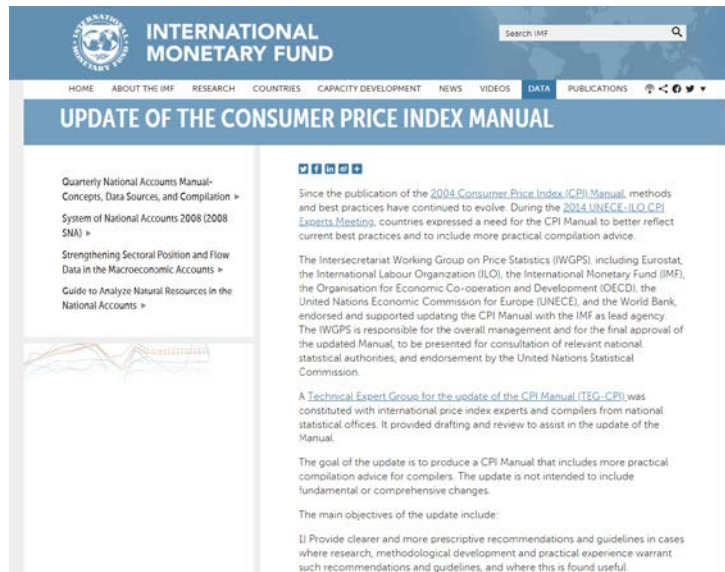 INTERNATIONAL
MONETARY FUND
Search IMF
HOME ABOUT THE IMF RESEARCH COUNTRIES CAPACITY DEVELOPMENT NEWS VIDEOS DATA PUBLICATIONS
UPDATE OF THE CONSUMER PRICE INDEX MANUAL
Quarterly National Accounts Manual-
Concepts, Data Sources, and Compilation »
System of National Accounts 2008 (2008
SNA) »
Strengthening Sectoral Position and Flow
Data in the Macroeconomic Accounts »
Guide to Analyze Natural Resources in the
National Accounts »
Since the publication of the 2004 Consumer Price Index (CPI) Manual, methods
and best practices have continued to evolve. During the 2014 UNECE-ILO CPI
Experts Meeting, countries expressed a need for the CPI Manual to better reflect
current best practices and to include more practical compilation advice.
The Intersecretariat Working Group on Price Statistics (IWGPS), including Eurostat,
the International Labour Organization (ILO), the International Monetary Fund (IMF),
the Organisation for Economic Co-operation and Development (OECD), the
United Nations Economic Commission for Europe (UNECE), and the World Bank,
endorsed and supported updating the CPI Manual with the IMF as lead agency.
The IWGPS is responsible for the overall management and for the final approval of
the updated Manual, to be presented for consultation of relevant national
statistical authorities, and endorsement by the United Nations Statistical
Commission.
A Technical Expert Group for the update of the CPI Manual (TEG-CPI) was
constituted with international price index experts and compilers from national
statistical offices. It provided drafting and review to assist in the update of the
Manual.
The goal of the update is to produce a CPI Manual that includes more practical
compilation advice for compilers. The update is not intended to include
fundamental or comprehensive changes.
The main objectives of the update include:
1) Provide clearer and more prescriptive recommendations and guidelines in cases
where research, methodological development and practical experience warrant
such recommendations and guidelines, and where this is found useful.